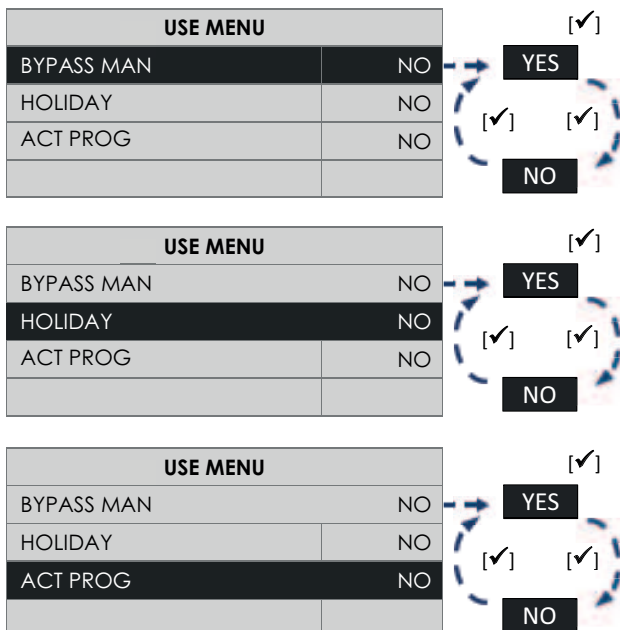 USE MENU
[✔]
BYPASS MAN NO YES
HOLIDAY NO
[✔] [✔]
ACT PROG NO
NO
USE MENU
[✔]
BYPASS MAN NO YES
HOLIDAY NO
[✔] [✔]
ACT PROG NO
NO
USE MENU
[✔]
BYPASS MAN NO YES
HOLIDAY NO
[✔] [✔]
ACT PROG NO
NO